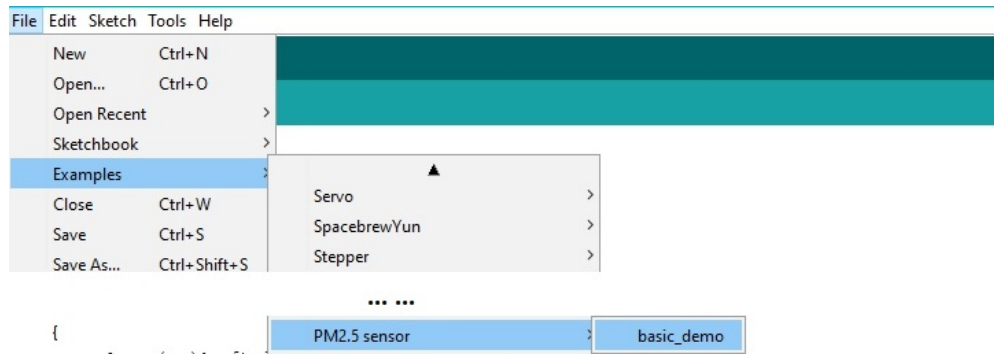 File Edit Sketch Tools Help
New Ctrl+N
Open... Ctrl+O
Open Recent >
Sketchbook >
Examples >
Close Ctrl+W
Save Ctrl+S
Save As... Ctrl+Shift+S
▲
Servo >
SpacebrewYun >
Stepper >
... ...
{
PM2.5 sensor >
basic_demo